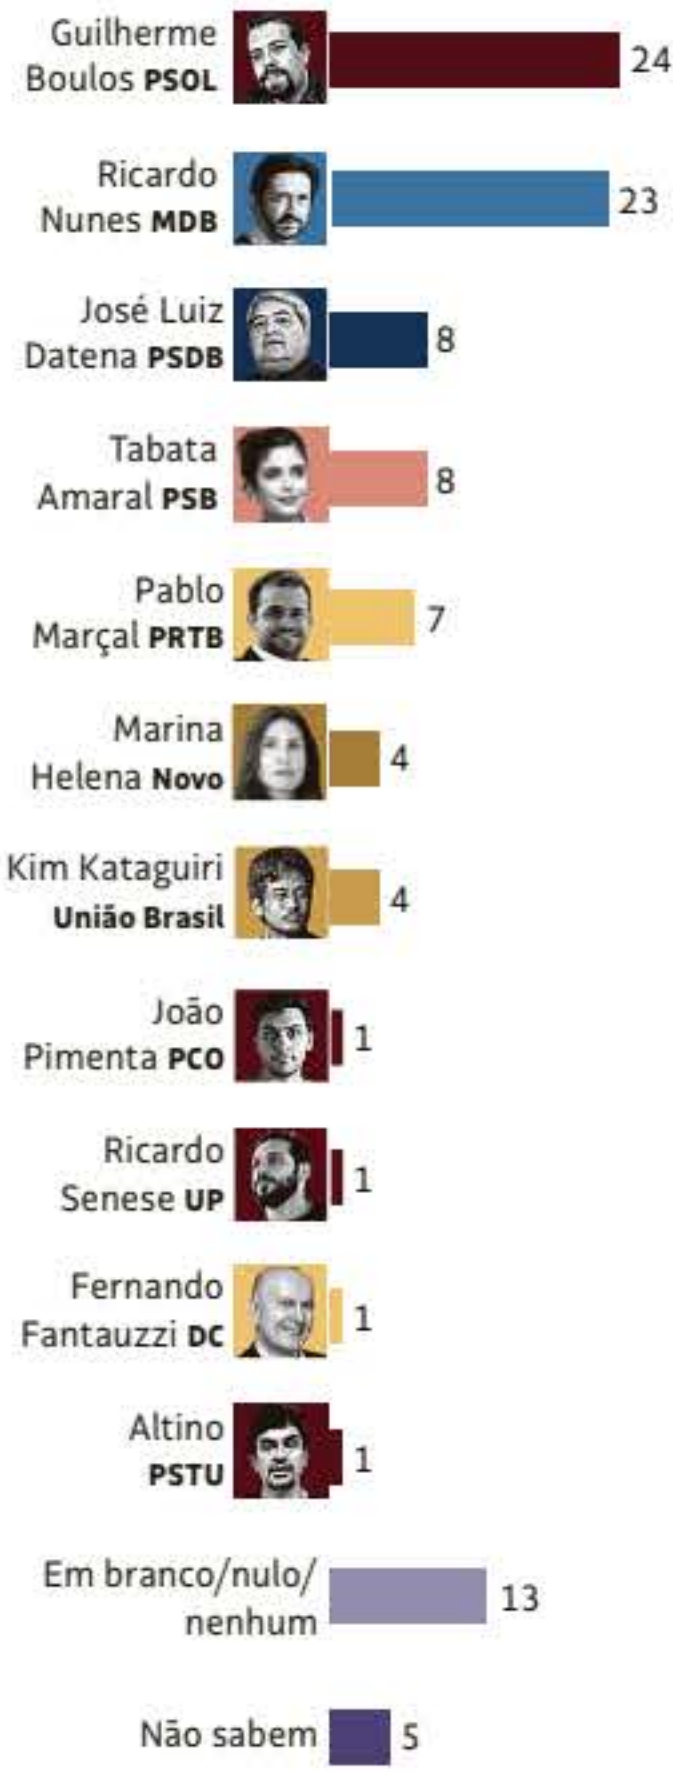 Guilherme
Boulos PSOL
24
Ricardo
Nunes MDB
23
José Luiz
Datena PSDB
8
Tabata
Amaral PSB
8
Pablo
Marçal PRTB
7
Marina
Helena Novo
4
Kim Kataguiri
União Brasil
4
João
Pimenta PCO
1
Ricardo
Senese UP
1
Fernando
Fantauzzi DC
1
Altino
PSTU
1
Em branco/nulo/
nenhum
13
Não sabem
5